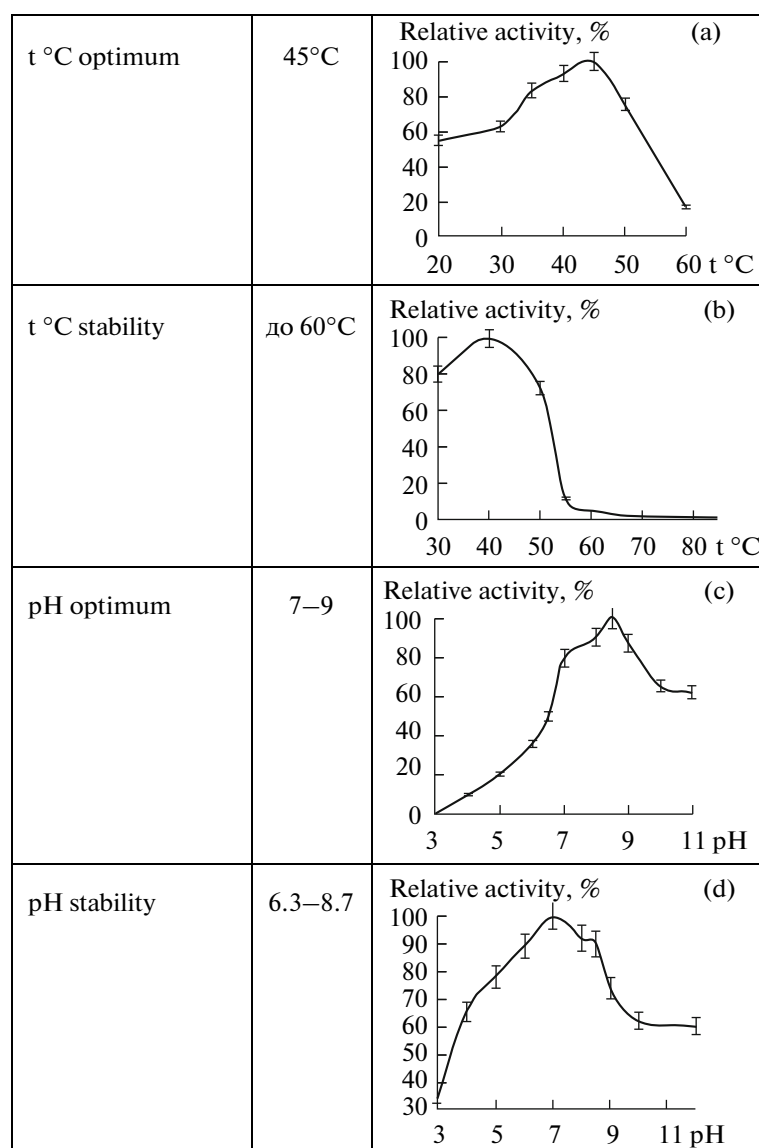 t °C optimum
45°C
Relative activity, % (a)
100
80
60
40
20
0
20 30 40 50 60 t °C
t °C stability
до 60°C
Relative activity, % (b)
100
80
60
40
20
0
30 40 50 60 70 80 t °C
pH optimum
7–9
Relative activity, % (c)
100
80
60
40
20
0
3 5 7 9 11 pH
pH stability
6.3–8.7
Relative activity, % (d)
100
90
80
70
60
50
40
30
3 5 7 9 11 pH